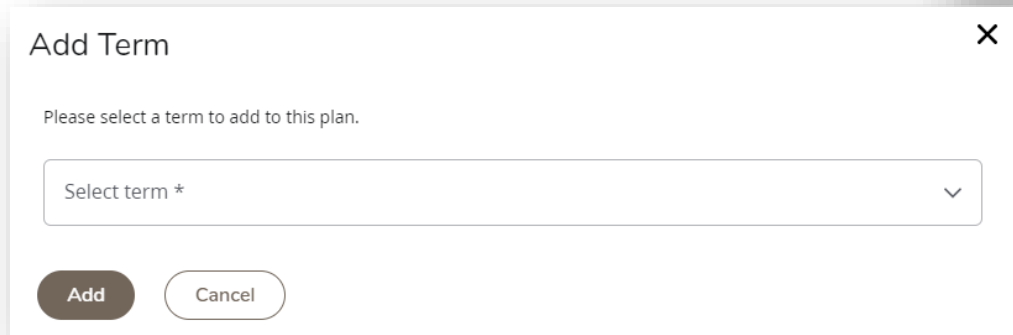 Add Term
Please select a term to add to this plan.
Select term *
Add
Cancel